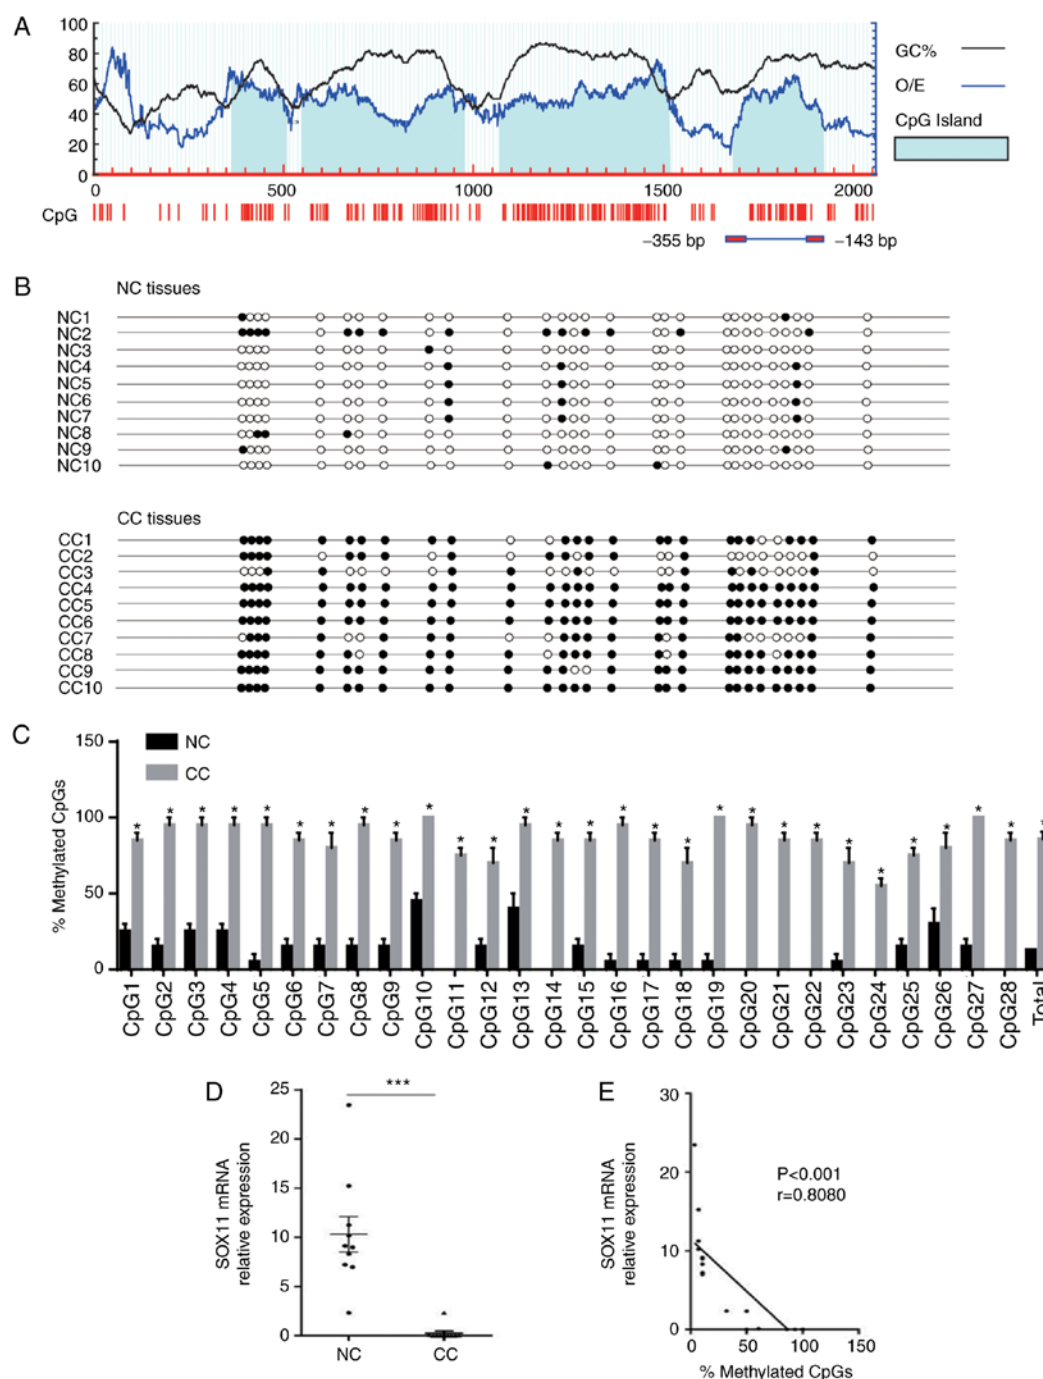 A
100
80
60
40
20
0
GC%
O/E
CpG Island
0 500 1000 1500 2000
CpG
−355 bp −143 bp
B
NC tissues
NC1
NC2
NC3
NC4
NC5
NC6
NC7
NC8
NC9
NC10
CC tissues
CC1
CC2
CC3
CC4
CC5
CC6
CC7
CC8
CC9
CC10
C
% Methylated CpGs
150
100
50
0
NC
CC
* * * * * * * * * * * * * * * * * * * * * * * * * * * * *
CpG1 CpG2 CpG3 CpG4 CpG5 CpG6 CpG7 CpG8 CpG9 CpG10 CpG11 CpG12 CpG13 CpG14 CpG15 CpG16 CpG17 CpG18 CpG19 CpG20 CpG21 CpG22 CpG23 CpG24 CpG25 CpG26 CpG27 CpG28 Total
D
SOX11 mRNA
relative expression
25
20
15
10
5
0
***
NC CC
E
SOX11 mRNA
relative expression
30
20
10
0
P<0.001
r=0.8080
0 50 100 150
% Methylated CpGs